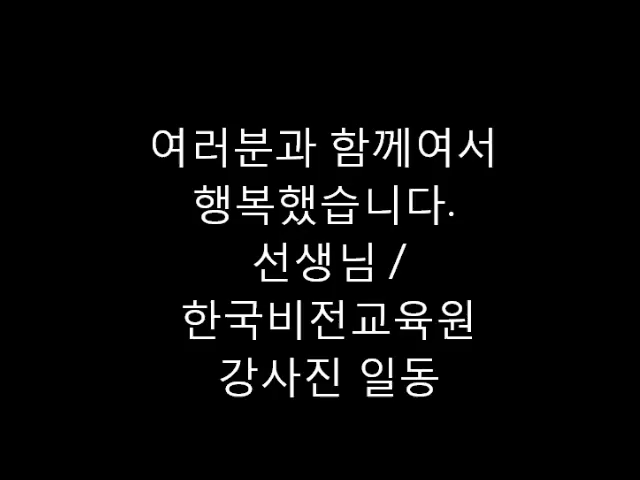 여러분과 함께여서
행복했습니다.
선생님 /
한국비전교육원
강사진 일동